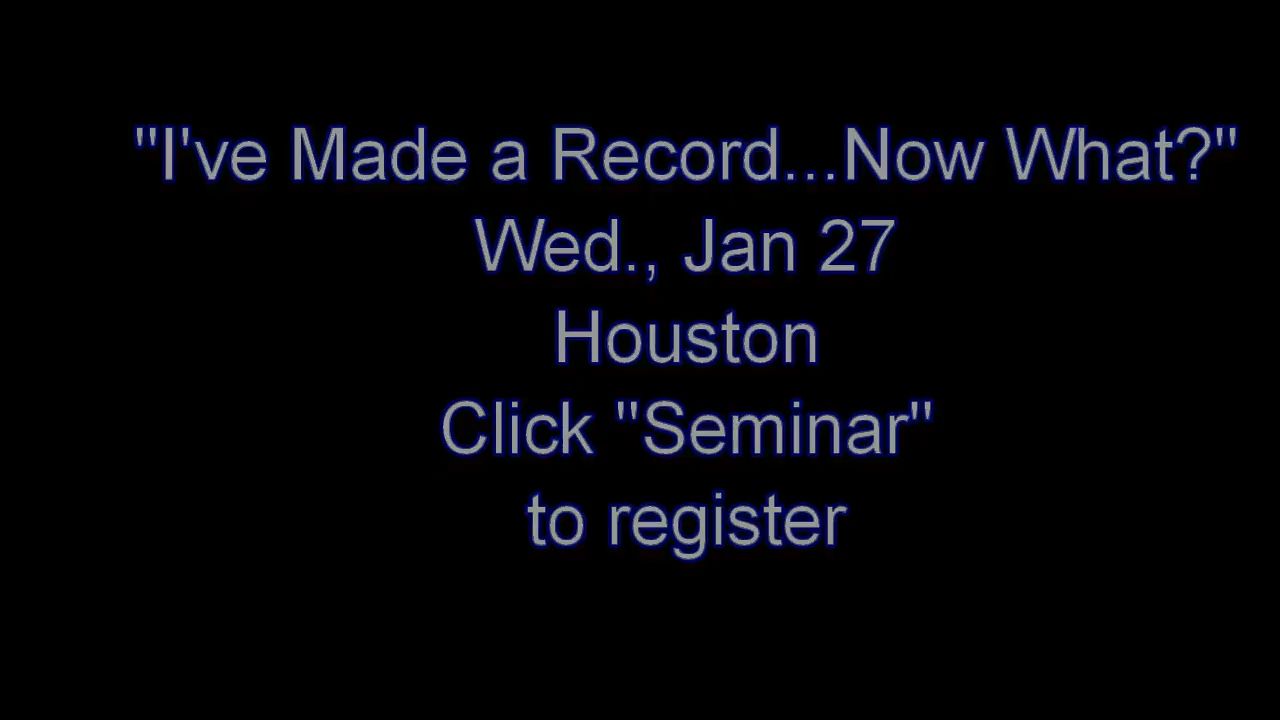 "I've Made a Record...Now What?"
Wed., Jan 27
Houston
Click "Seminar"
to register